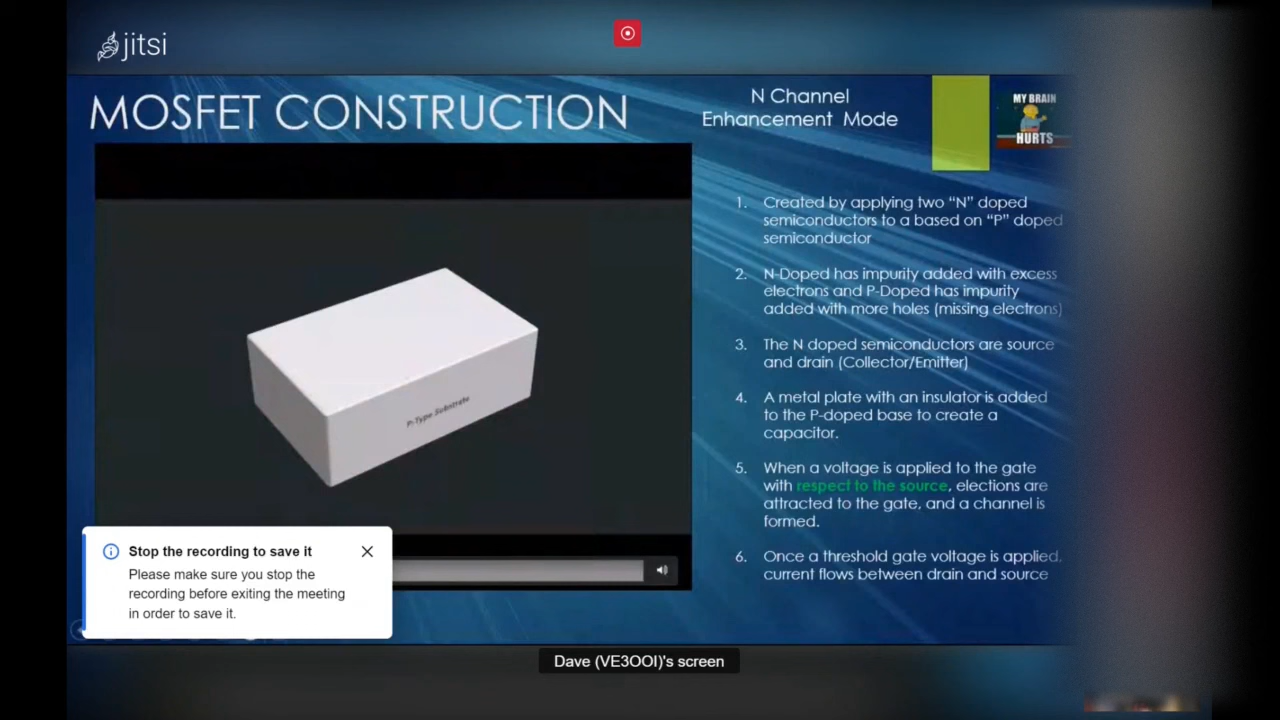 jitsi
MOSFET CONSTRUCTION
N Channel
Enhancement Mode
MY BRAIN
HURTS
P-Type Substrate
1. Created by applying two “N” doped
semiconductors to a based on “P” doped
semiconductor
2. N-Doped has impurity added with excess
electrons and P-Doped has impurity
added with more holes (missing electrons)
3. The N doped semiconductors are source
and drain (Collector/Emitter)
4. A metal plate with an insulator is added
to the P-doped base to create a
capacitor.
5. When a voltage is applied to the gate
with respect to the source, elections are
attracted to the gate, and a channel is
formed.
6. Once a threshold gate voltage is applied,
current flows between drain and source
Stop the recording to save it
Please make sure you stop the
recording before exiting the meeting
in order to save it.
Dave (VE3OOI)'s screen